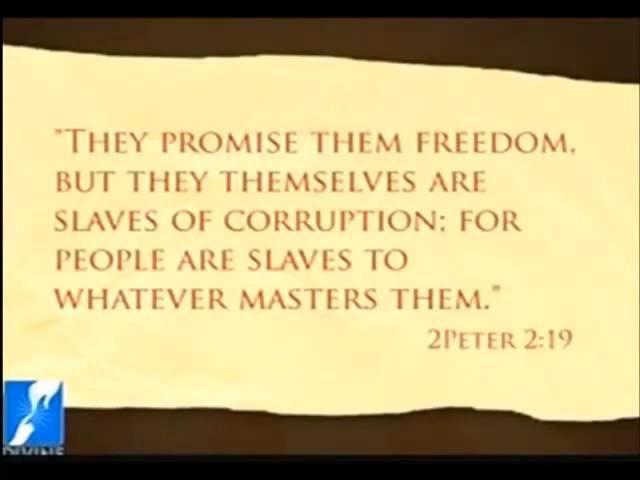 "THEY PROMISE THEM FREEDOM,
BUT THEY THEMSELVES ARE
SLAVES OF CORRUPTION; FOR
PEOPLE ARE SLAVES TO
WHATEVER MASTERS THEM."
2PETER 2:19
DIVINE